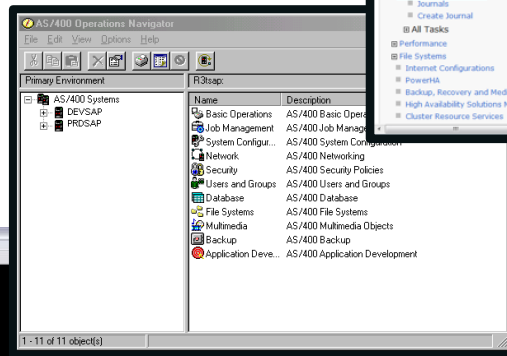 AS/400 Operations Navigator
File Edit View Options Help
Primary Environment
R3tsap:
AS/400 Systems
DEVSAP
PRDSAP
Name Description
Basic Operations AS/400 Basic Opera
Job Management AS/400 Job Manage
System Configur... AS/400 System Configuration
Network AS/400 Networking
Security AS/400 Security Policies
Users and Groups AS/400 Users and Groups
Database AS/400 Database
File Systems AS/400 File Systems
Multimedia AS/400 Multimedia Objects
Backup AS/400 Backup
Application Deve... AS/400 Application Development
1 - 11 of 11 object(s)
Journals
Create Journal
All Tasks
Performance
File Systems
Internet Configurations
PowerHA
Backup, Recovery and Med
High Availability Solutions M
Cluster Resource Services